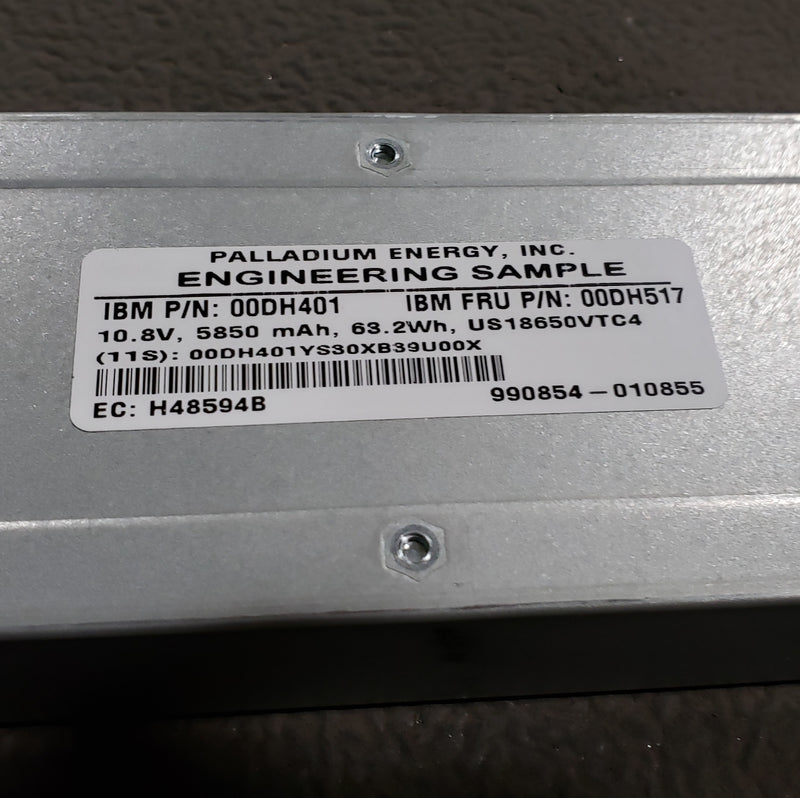 PALLADIUM ENERGY, INC.
ENGINEERING SAMPLE
IBM P/N: 00DH401 IBM FRU P/N: 00DH517
10.8V, 5850 mAh, 63.2Wh, US18650VTC4
(11S): 00DH401YS30XB39U00X
EC: H48594B 990854-010855